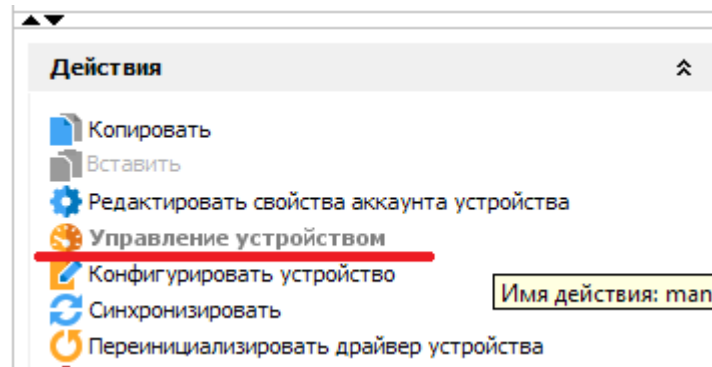 Действия
Копировать
Вставить
Редактировать свойства аккаунта устройства
Управление устройством
Конфигурировать устройство
Имя действия: man
Синхронизировать
Переинициализировать драйвер устройства